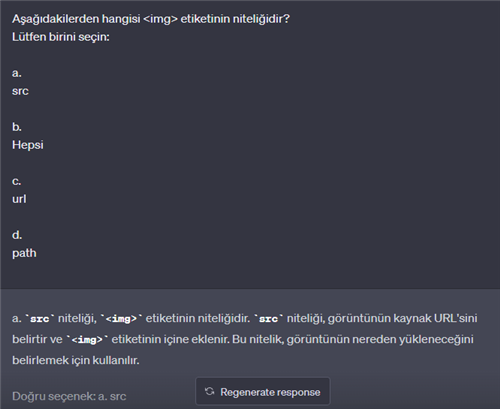 Aşağıdakilerden hangisi <img> etiketinin niteliğidir?
Lütfen birini seçin:
a.
src
b.
Hepsi
c.
url
d.
path
a. `src` niteliği, `<img>` etiketinin niteliğidir. `src` niteliği, görüntünün kaynak URL'sini
belirtir ve `<img>` etiketinin içine eklenir. Bu nitelik, görüntünün nereden yükleneceğini
belirlemek için kullanılır.
Doğru seçenek: a. src
Regenerate response